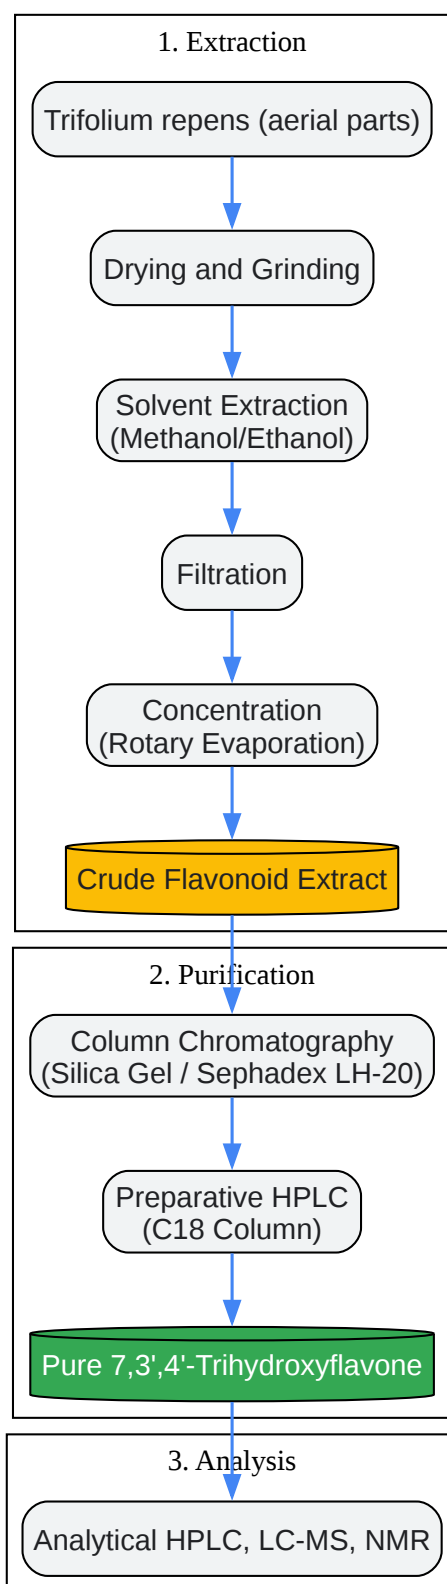 1. Extraction
Trifolium repens (aerial parts)
Drying and Grinding
Solvent Extraction
(Methanol/Ethanol)
Filtration
Concentration
(Rotary Evaporation)
Crude Flavonoid Extract
2. Purification
Column Chromatography
(Silica Gel / Sephadex LH-20)
Preparative HPLC
(C18 Column)
Pure 7,3',4'-Trihydroxyflavone
3. Analysis
Analytical HPLC, LC-MS, NMR